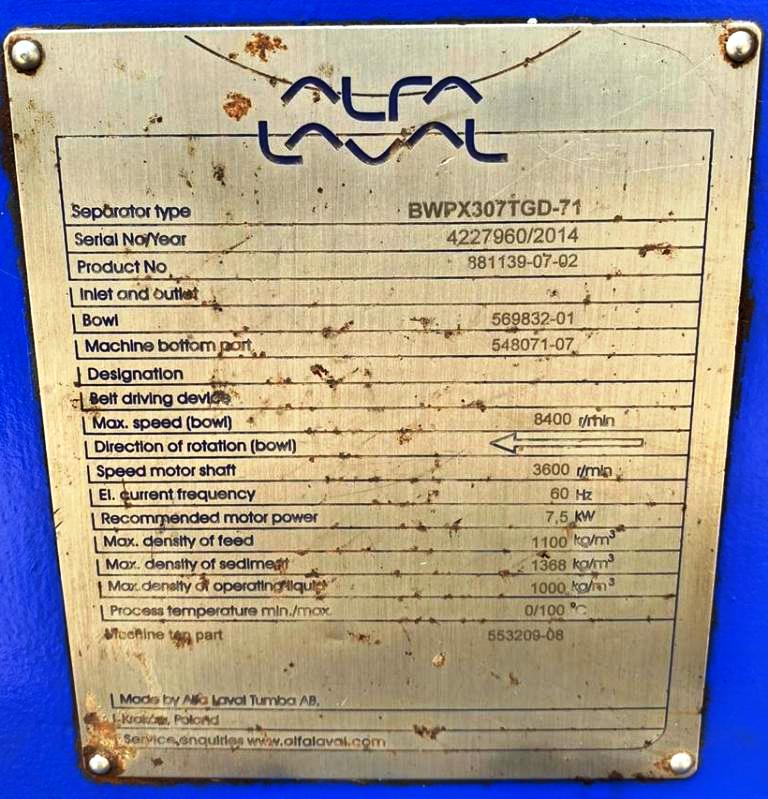 ALFA
LAVAL
Separator type BWPX307TGD-71
Serial No/Year 4227960/2014
Product No 881139-07-02
Inlet and outlet
Bowl 569832-01
Machine bottom part 548071-07
Designation
Belt driving device
Max. speed (bowl) 8400 r/min
Direction of rotation (bowl)
Speed motor shaft 3600 r/min
El. current frequency 60 Hz
Recommended motor power 7,5 kW
Max. density of feed 1100 kg/m³
Max. density of sediment 1368 kg/m³
Max. density of operating liquid 1000 kg/m³
Process temperature min./max. 0/100 °C
Machine top part 553209-08
Made by Alfa Laval Tumba AB,
Kraków, Poland
Service enquiries www.alfalaval.com